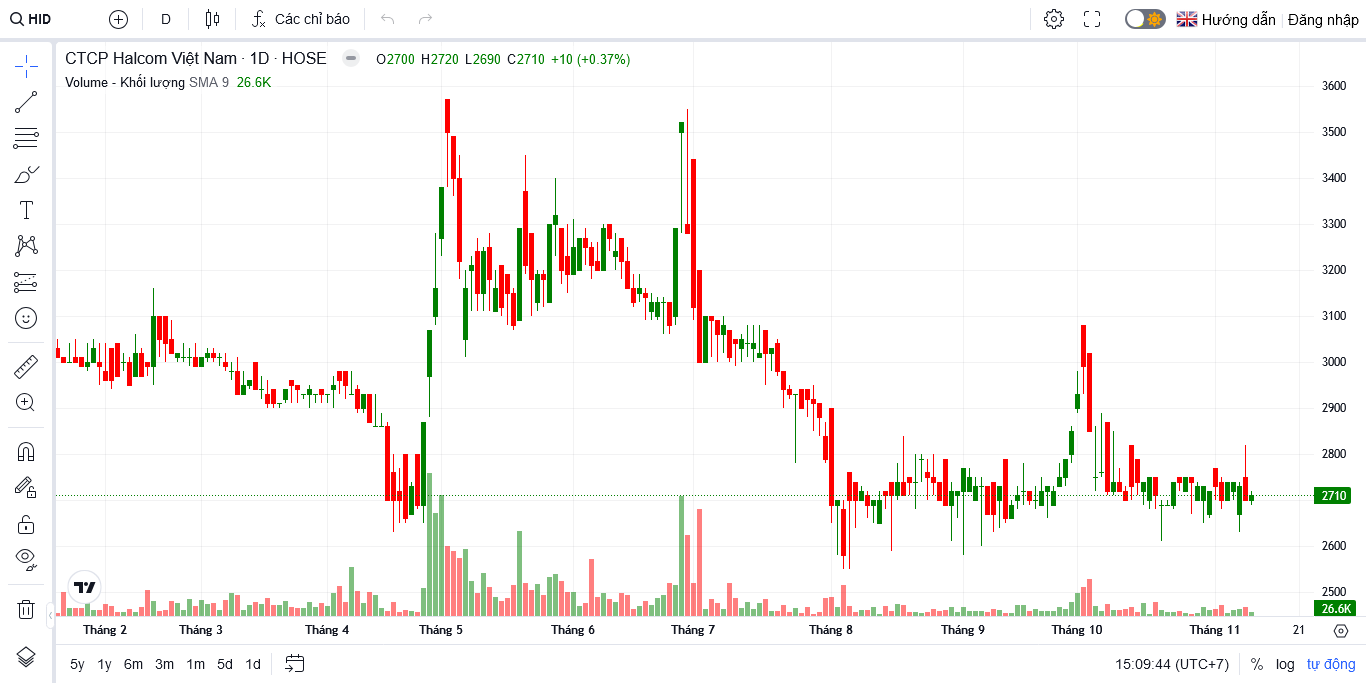 HID D Các chỉ báo Hướng dẫn Đăng nhập
CTCP Halcom Việt Nam · 1D · HOSE O2700 H2720 L2690 C2710 +10 (+0.37%)
Volume - Khối lượng SMA 9 26.6K
3600
3500
3400
3300
3200
3100
3000
2900
2800
2710
2600
2500
26.6K
Tháng 2 Tháng 3 Tháng 4 Tháng 5 Tháng 6 Tháng 7 Tháng 8 Tháng 9 Tháng 10 Tháng 11 21
5y 1y 6m 3m 1m 5d 1d 15:09:44 (UTC+7) % log tự động